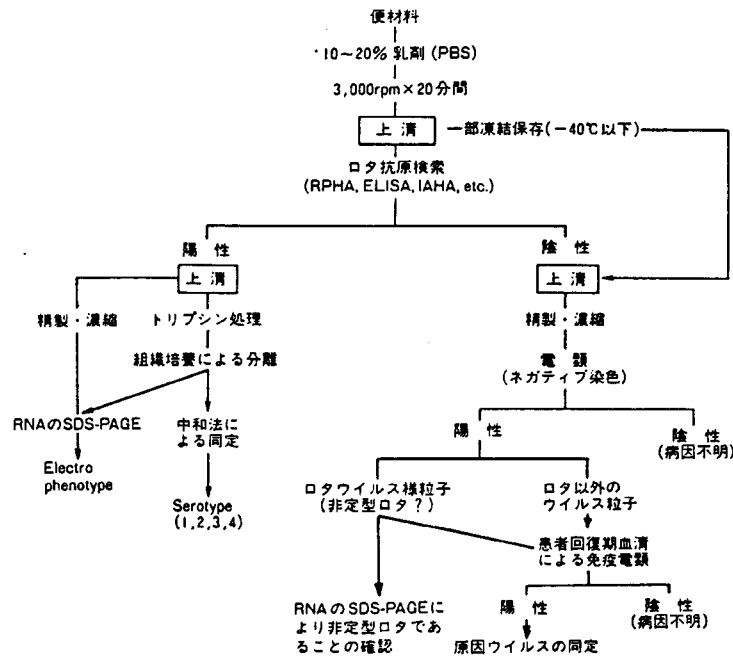 便材料
10~20% 乳剤 (PBS)
3,000rpm×20分間
上 清
一部凍結保存(-40℃以下)
ロタ抗原検索
(RPHA, ELISA, IAHA, etc.)
陽 性
陰 性
上 清
上 清
精製・濃縮
トリプシン処理
精製・濃縮
組織培養による分離
電 顕
(ネガティブ染色)
RNAのSDS-PAGE
中和法に
よる同定
陽 性
陰 性
(病因不明)
Electro
phenotype
Serotype
(1,2,3,4)
ロタウイルス様粒子
(非定型ロタ?)
ロタ以外の
ウイルス粒子
患者回復期血清
による免疫電顕
RNAのSDS-PAGEに
より非定型ロタであ
ることの確認
陽 性
陰 性
(病因不明)
原因ウイルスの同定